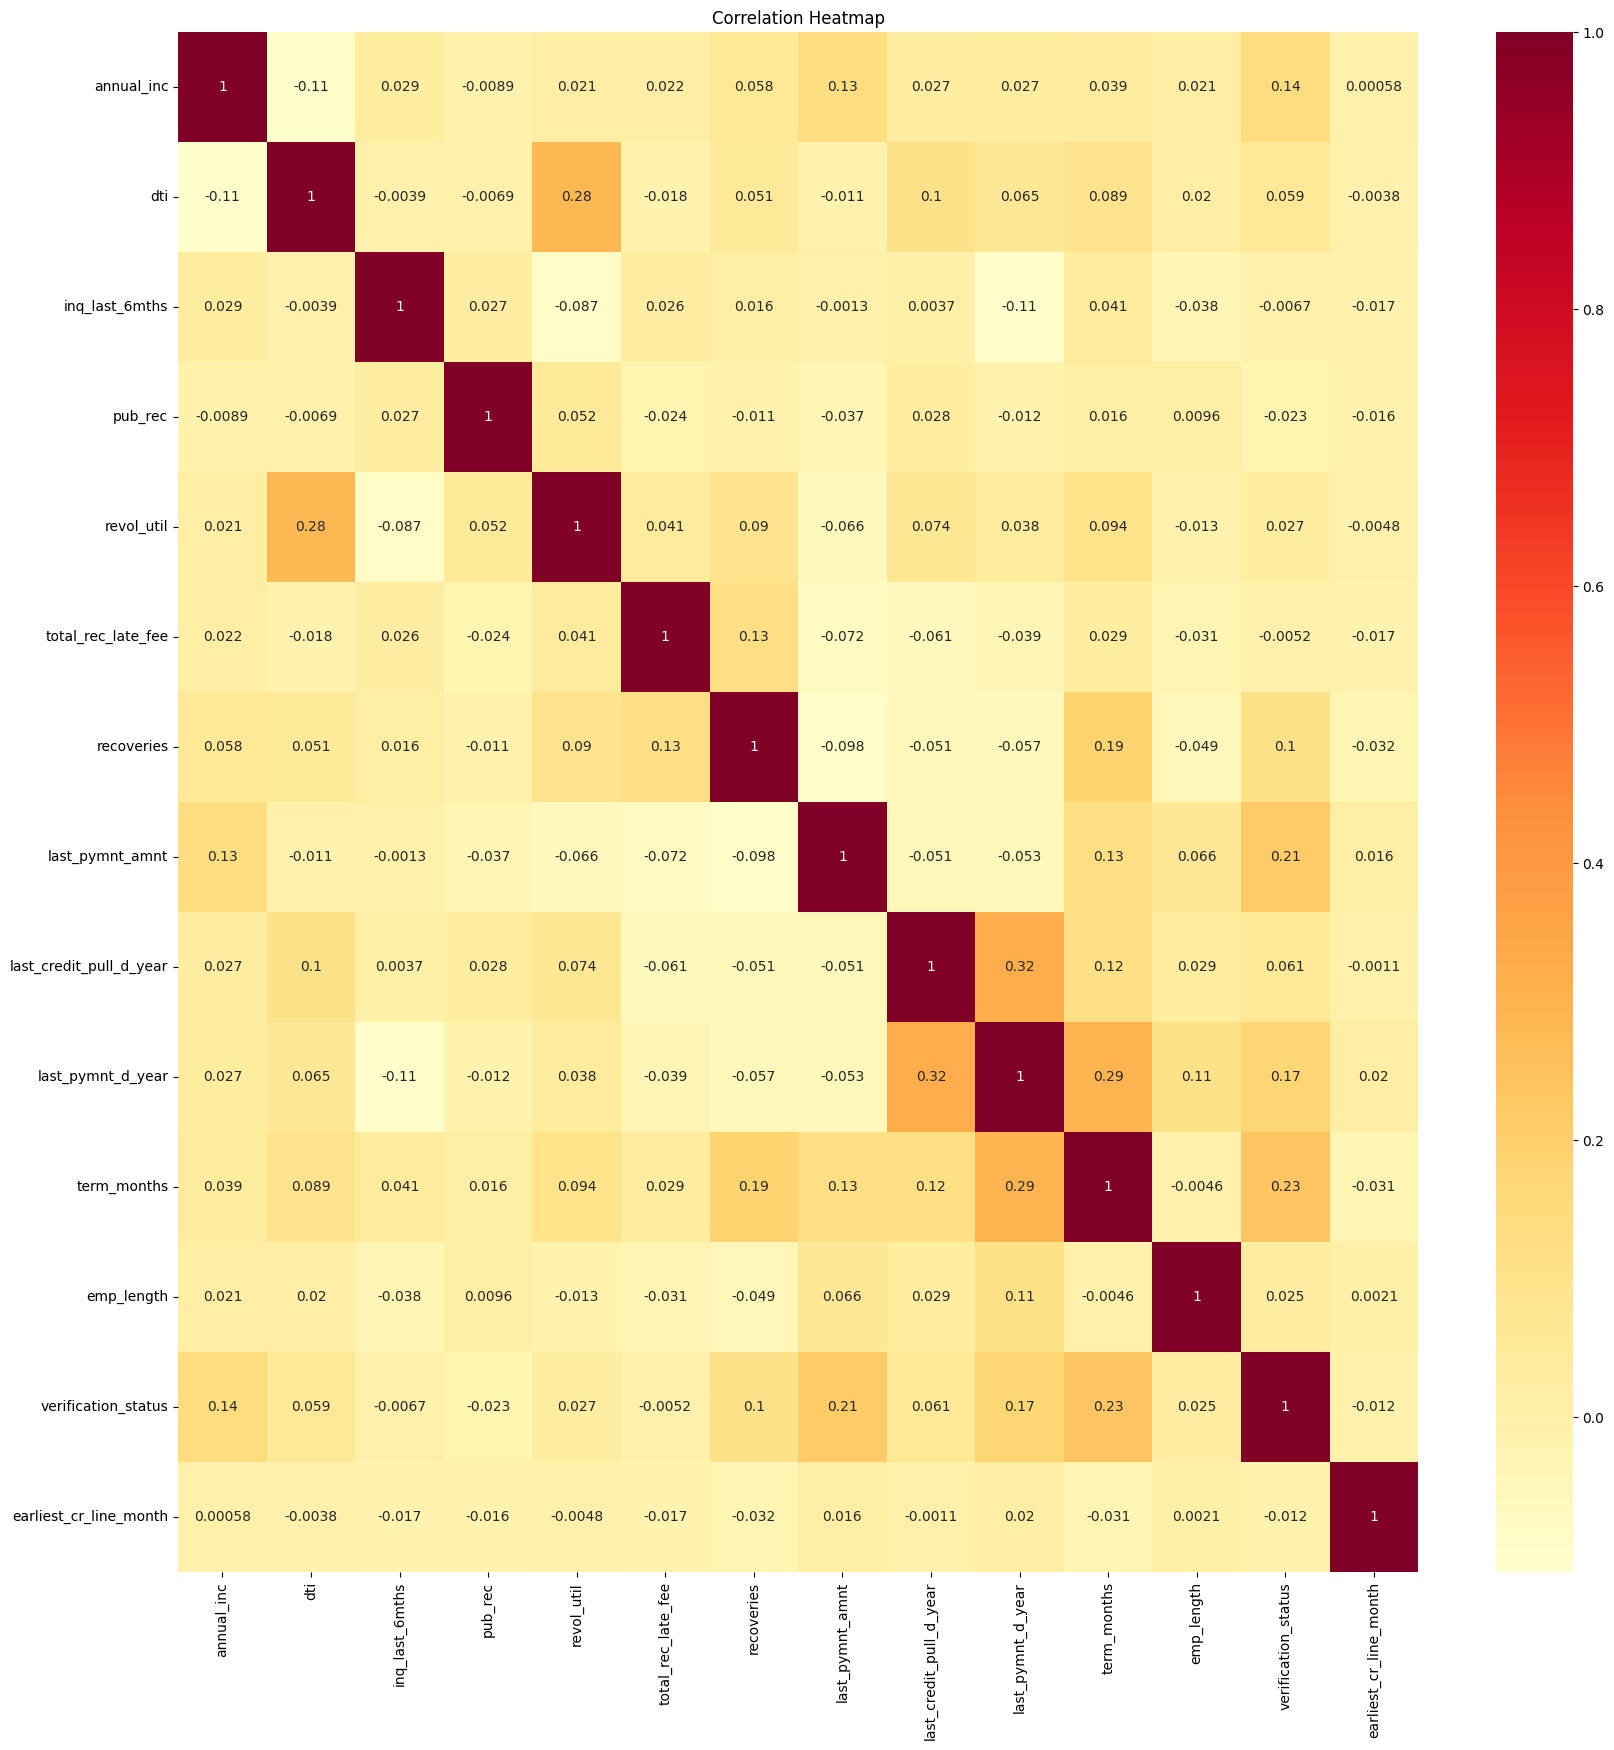 Correlation Heatmap
annual_inc 1 -0.11 0.029 -0.0089 0.021 0.022 0.058 0.13 0.027 0.027 0.039 0.021 0.14 0.00058
dti -0.11 1 -0.0039 -0.0069 0.28 -0.018 0.051 -0.011 0.1 0.065 0.089 0.02 0.059 -0.0038
inq_last_6mths 0.029 -0.0039 1 0.027 -0.087 0.026 0.016 -0.0013 0.0037 -0.11 0.041 -0.038 -0.0067 -0.017
pub_rec -0.0089 -0.0069 0.027 1 0.052 -0.024 -0.011 -0.037 0.028 -0.012 0.016 0.0096 -0.023 -0.016
revol_util 0.021 0.28 -0.087 0.052 1 0.041 0.09 -0.066 0.074 0.038 0.094 -0.013 0.027 -0.0048
total_rec_late_fee 0.022 -0.018 0.026 -0.024 0.041 1 0.13 -0.072 -0.061 -0.039 0.029 -0.031 -0.0052 -0.017
recoveries 0.058 0.051 0.016 -0.011 0.09 0.13 1 -0.098 -0.051 -0.057 0.19 -0.049 0.1 -0.032
last_pymnt_amnt 0.13 -0.011 -0.0013 -0.037 -0.066 -0.072 -0.098 1 -0.051 -0.053 0.13 0.066 0.21 0.016
last_credit_pull_d_year 0.027 0.1 0.0037 0.028 0.074 -0.061 -0.051 -0.051 1 0.32 0.12 0.029 0.061 -0.0011
last_pymnt_d_year 0.027 0.065 -0.11 -0.012 0.038 -0.039 -0.057 -0.053 0.32 1 0.29 0.11 0.17 0.02
term_months 0.039 0.089 0.041 0.016 0.094 0.029 0.19 0.13 0.12 0.29 1 -0.0046 0.23 -0.031
emp_length 0.021 0.02 -0.038 0.0096 -0.013 -0.031 -0.049 0.066 0.029 0.11 -0.0046 1 0.025 0.0021
verification_status 0.14 0.059 -0.0067 -0.023 0.027 -0.0052 0.1 0.21 0.061 0.17 0.23 0.025 1 -0.012
earliest_cr_line_month 0.00058 -0.0038 -0.017 -0.016 -0.0048 -0.017 -0.032 0.016 -0.0011 0.02 -0.031 0.0021 -0.012 1
annual_inc
dti
inq_last_6mths
pub_rec
revol_util
total_rec_late_fee
recoveries
last_pymnt_amnt
last_credit_pull_d_year
last_pymnt_d_year
term_months
emp_length
verification_status
earliest_cr_line_month
1.0
0.8
0.6
0.4
0.2
0.0